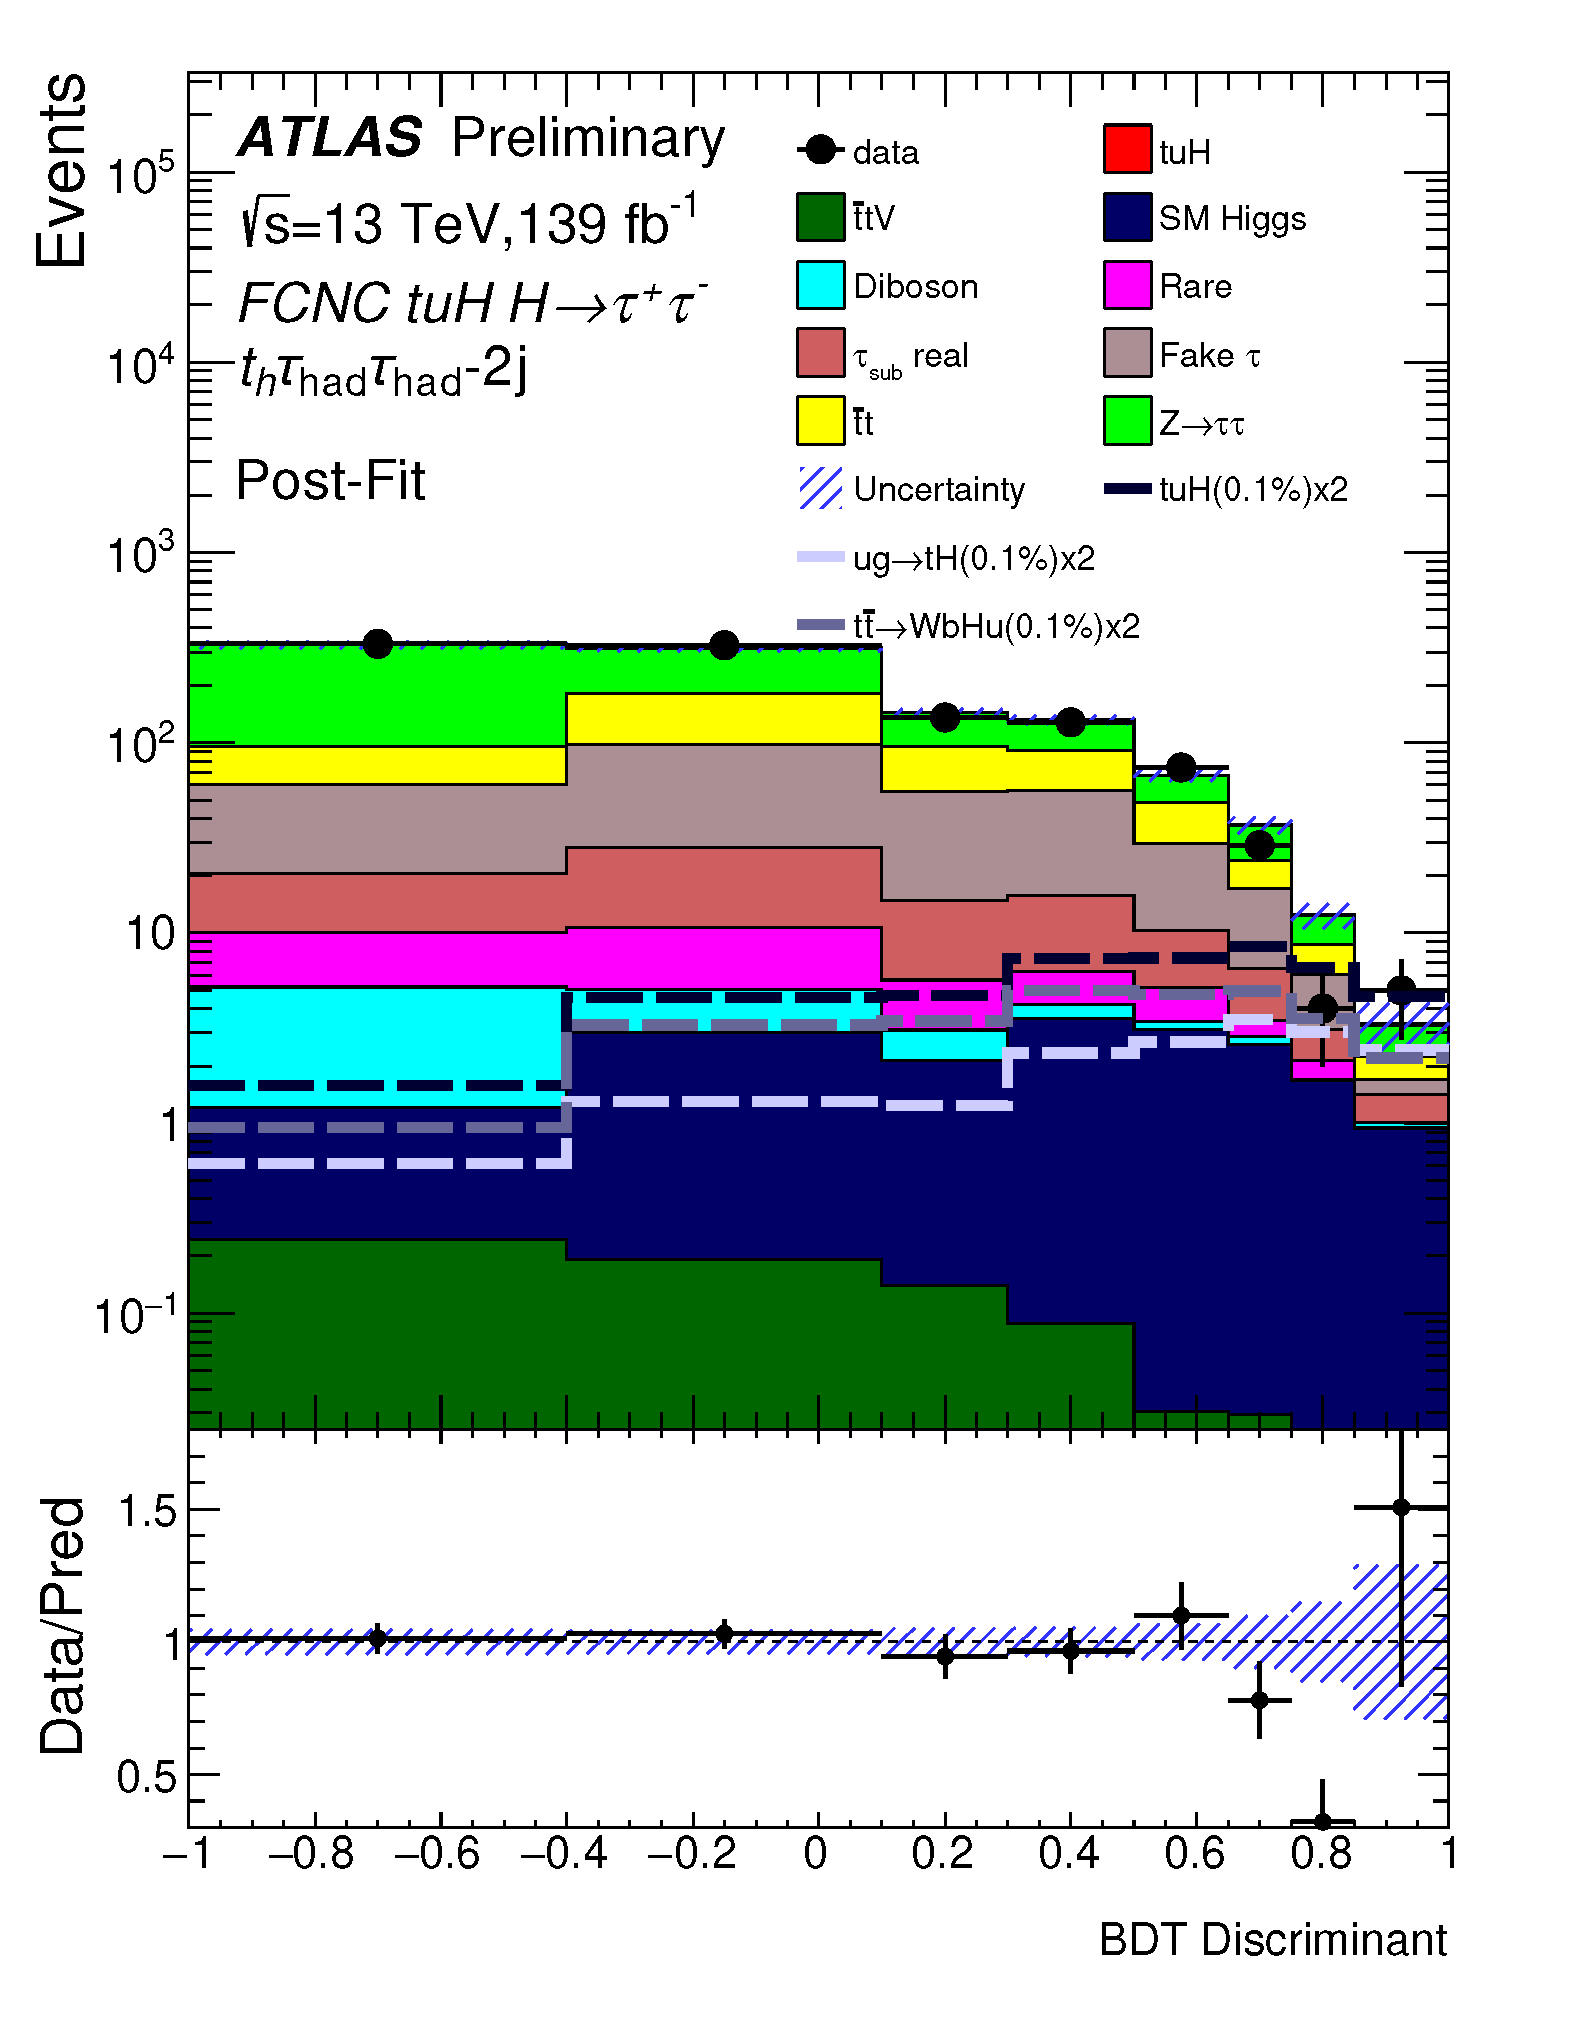 Events
10⁵
10⁴
10³
10²
10
1
10⁻¹
ATLAS Preliminary
√s=13 TeV,139 fb⁻¹
FCNC tuH H→τ⁺τ⁻
tₕτhadτhad-2j
Post-Fit
data
tuH
t̄tV
SM Higgs
Diboson
Rare
τsub real
Fake τ
t̄t
Z→ττ
Uncertainty
tuH(0.1%)x2
ug→tH(0.1%)x2
tt̄→WbHu(0.1%)x2
Data/Pred
1.5
1
0.5
−1 −0.8 −0.6 −0.4 −0.2 0 0.2 0.4 0.6 0.8 1
BDT Discriminant